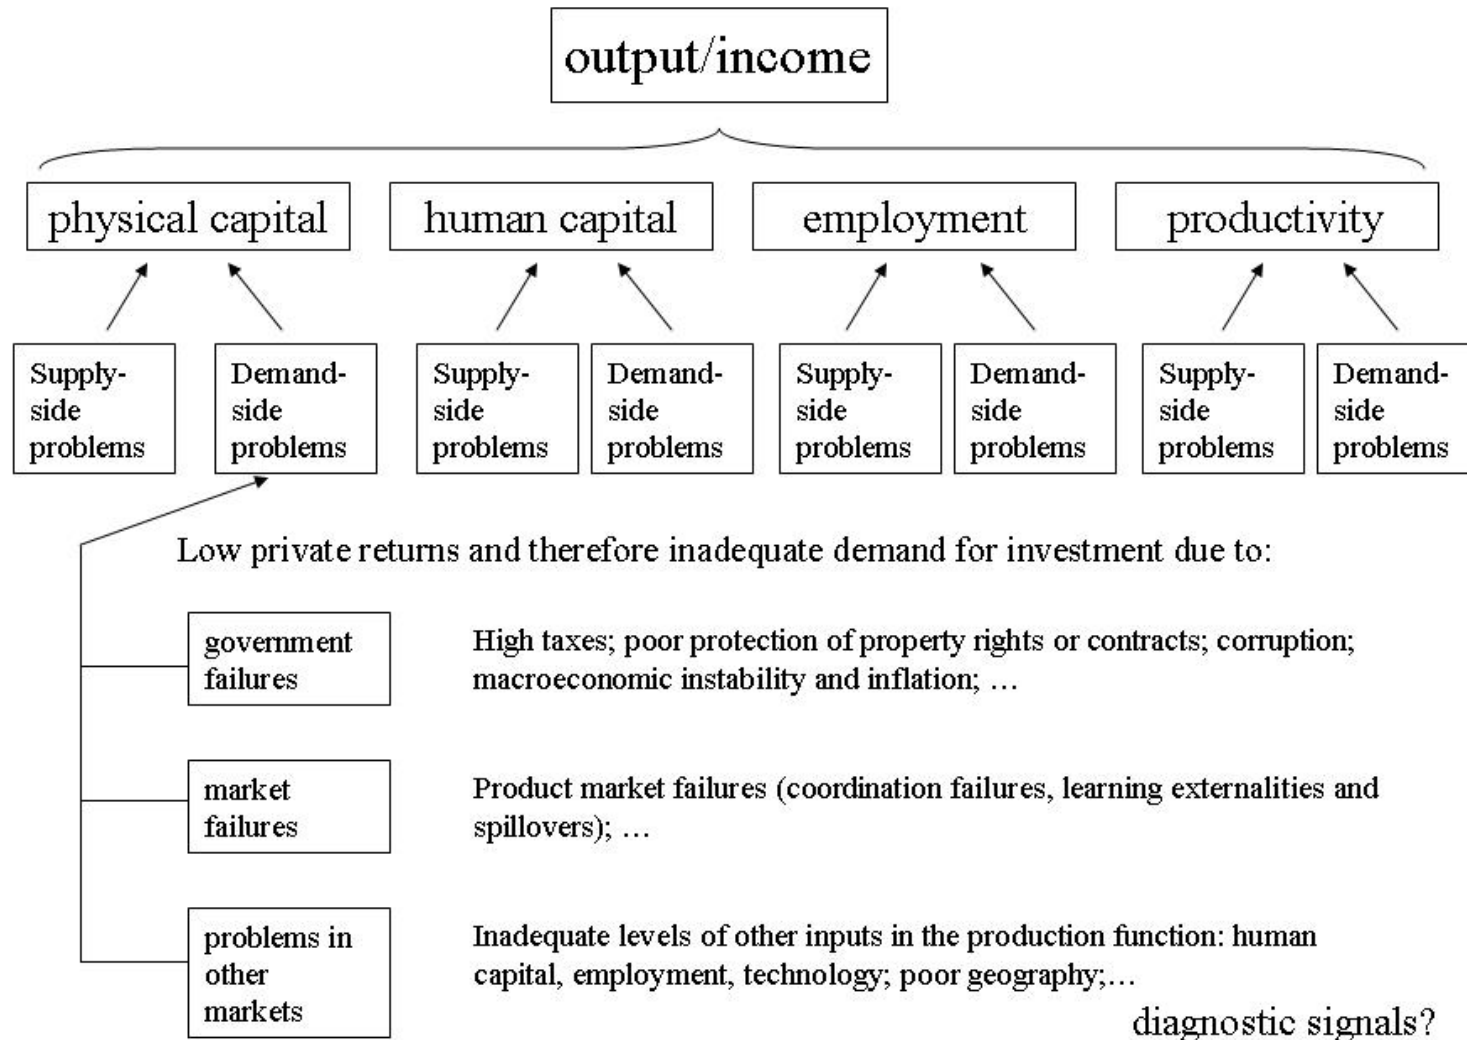 output/income
physical capital
human capital
employment
productivity
Supply-
side
problems
Demand-
side
problems
Supply-
side
problems
Demand-
side
problems
Supply-
side
problems
Demand-
side
problems
Supply-
side
problems
Demand-
side
problems
Low private returns and therefore inadequate demand for investment due to:
government
failures
High taxes; poor protection of property rights or contracts; corruption;
macroeconomic instability and inflation; …
market
failures
Product market failures (coordination failures, learning externalities and
spillovers); …
problems in
other
markets
Inadequate levels of other inputs in the production function: human
capital, employment, technology; poor geography;…
diagnostic signals?